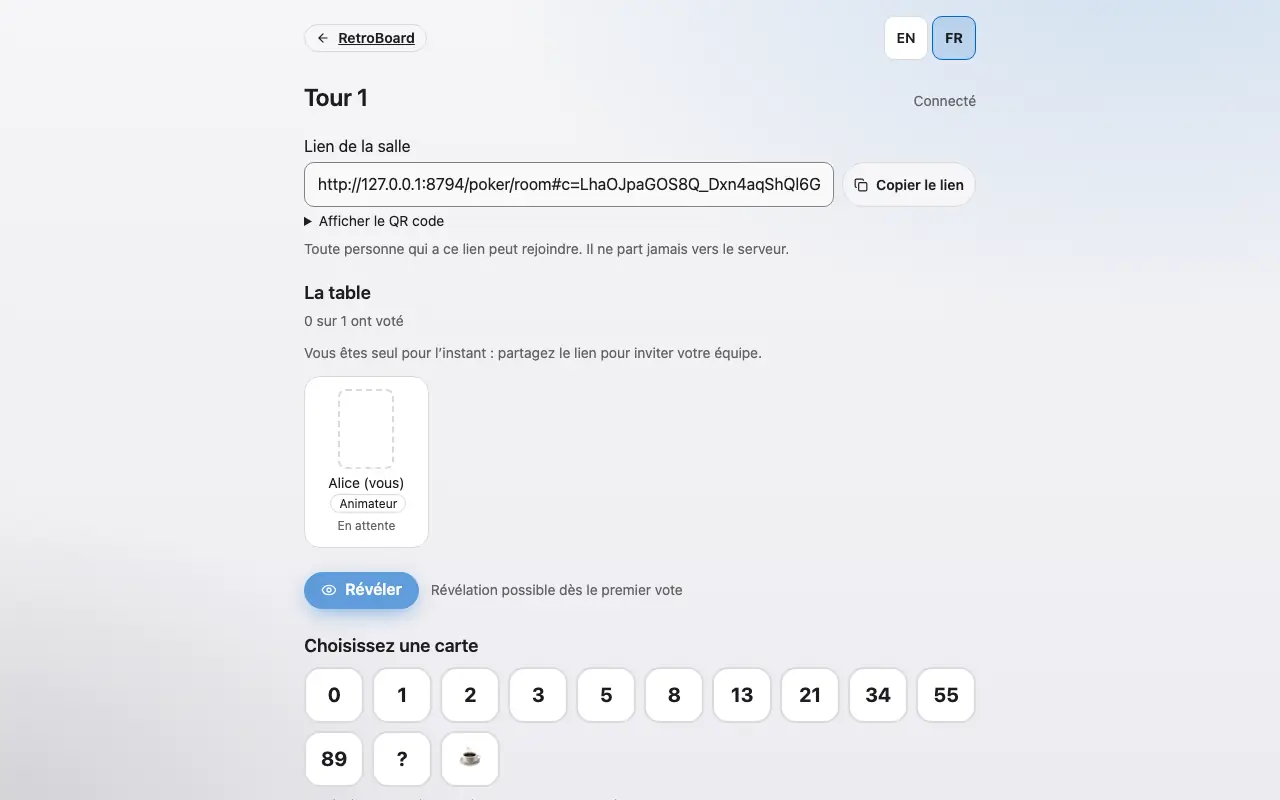 RetroBoard
EN
FR
Tour 1
Connecté
Lien de la salle
http://127.0.0.1:8794/poker/room#c=LhaOJpaGOS8Q_Dxn4aqShQl6G
Copier le lien
Afficher le QR code
Toute personne qui a ce lien peut rejoindre. Il ne part jamais vers le serveur.
La table
0 sur 1 ont voté
Vous êtes seul pour l’instant : partagez le lien pour inviter votre équipe.
Alice (vous)
Animateur
En attente
Révéler
Révélation possible dès le premier vote
Choisissez une carte
0 1 2 3 5 8 13 21 34 55
89 ?